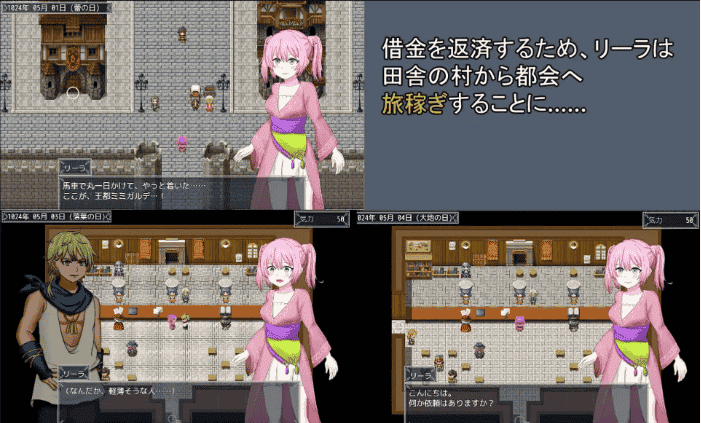 1024年 05月 01日 (蕾の日)
リーラ
馬車で丸一日かけて、やっと着いた……
ここが、王都ミミガルデ…!
借金を返済するため、リーラは
田舎の村から都会へ
旅稼ぎすることに……
1024年 05月 03日
気力 50
リーラ
(なんだか、軽薄そうな人……)
024年 05月 04日 (大地の日)
気力 50
リーラ
こんにちは。
何か依頼はありますか?